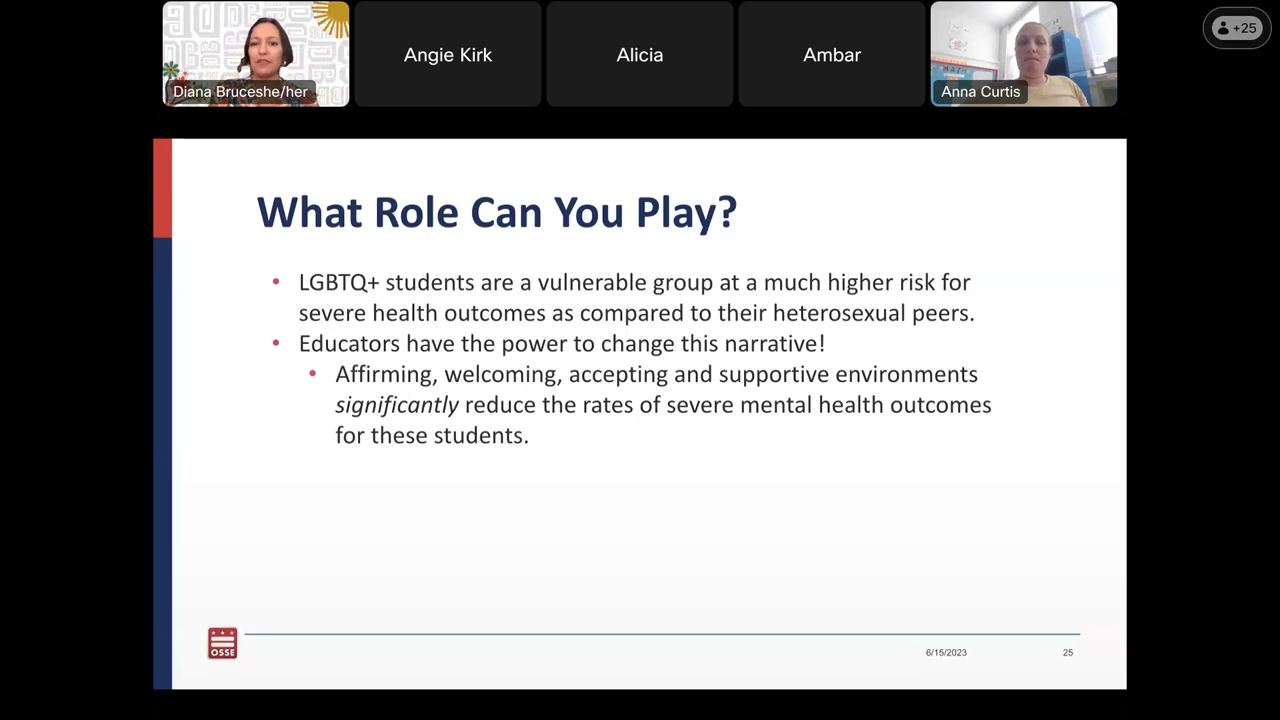 Diana Bruceshe/her
Angie Kirk
Alicia
Ambar
Anna Curtis
+25
What Role Can You Play?
• LGBTQ+ students are a vulnerable group at a much higher risk for
severe health outcomes as compared to their heterosexual peers.
• Educators have the power to change this narrative!
• Affirming, welcoming, accepting and supportive environments
significantly reduce the rates of severe mental health outcomes
for these students.
OSSE
6/15/2023
25